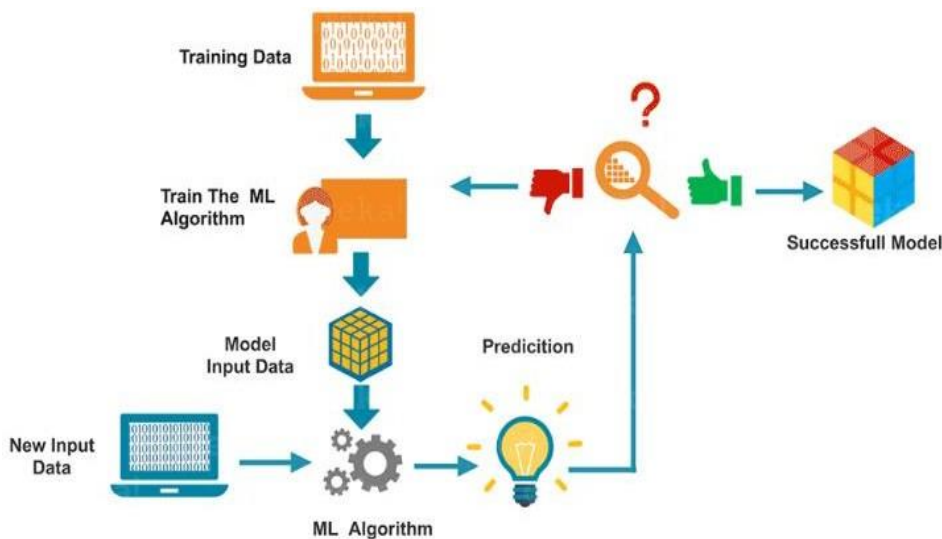 Training Data
?
Train The ML
Algorithm
Successfull Model
Model
Input Data
Predicition
New Input
Data
ML Algorithm